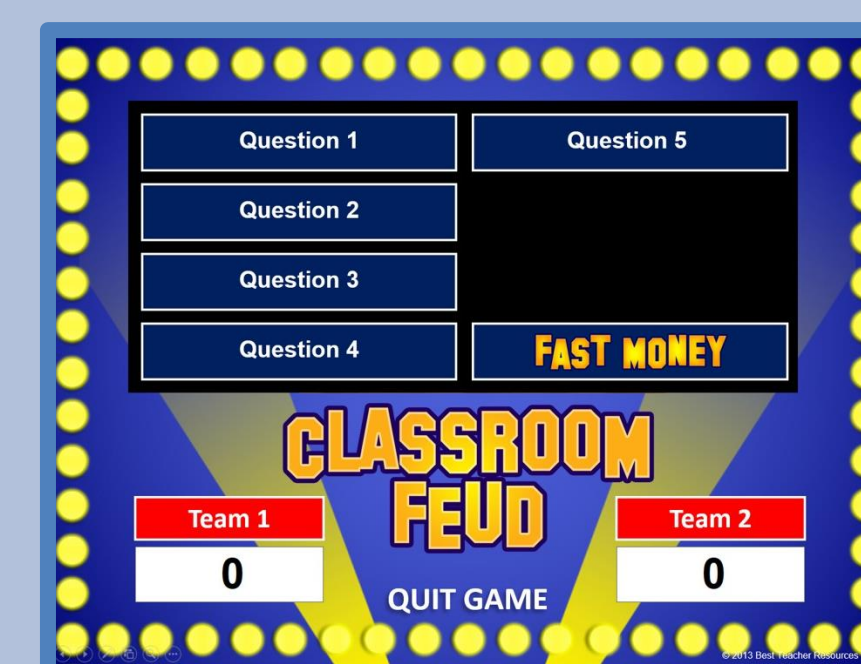 Question 1
Question 5
Question 2
Question 3
Question 4
FAST MONEY
CLASSROOM
FEUD
Team 1
Team 2
0
0
QUIT GAME
© 2013 Best Teacher Resources